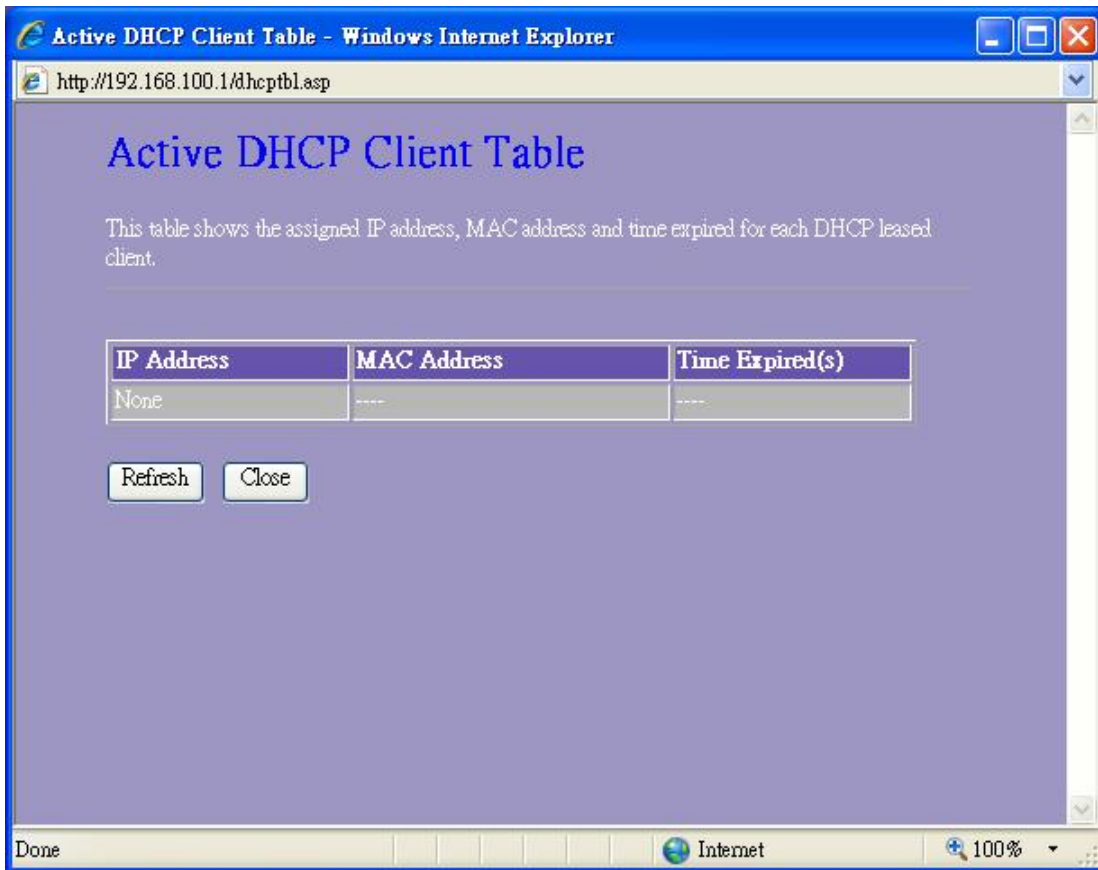 Active DHCP Client Table - Windows Internet Explorer
http://192.168.100.1/dhcptbl.asp
Active DHCP Client Table
This table shows the assigned IP address, MAC address and time expired for each DHCP leased
client.
IP Address MAC Address Time Expired(s)
None ---- ----
Refresh Close
Done Internet 100%